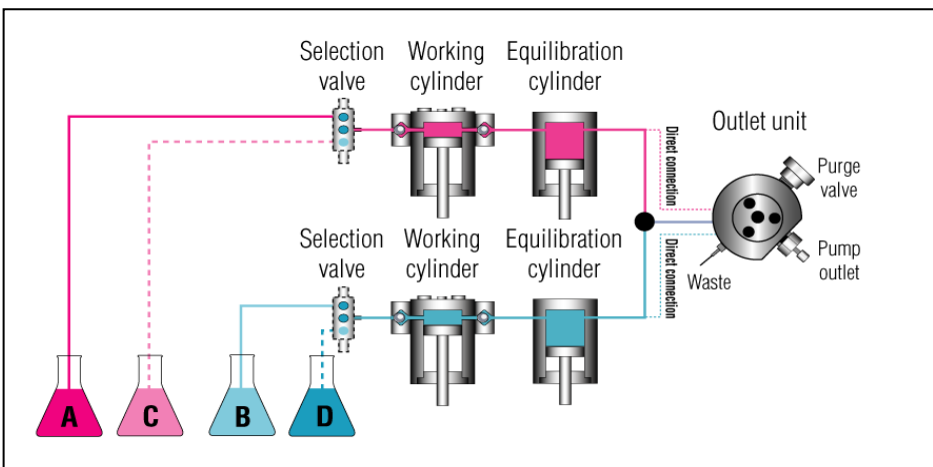 Selection
valve
Working
cylinder
Equilibration
cylinder
Outlet unit
Direct connection
Purge
valve
Selection
valve
Working
cylinder
Equilibration
cylinder
Direct connection
Waste
Pump
outlet
A
C
B
D